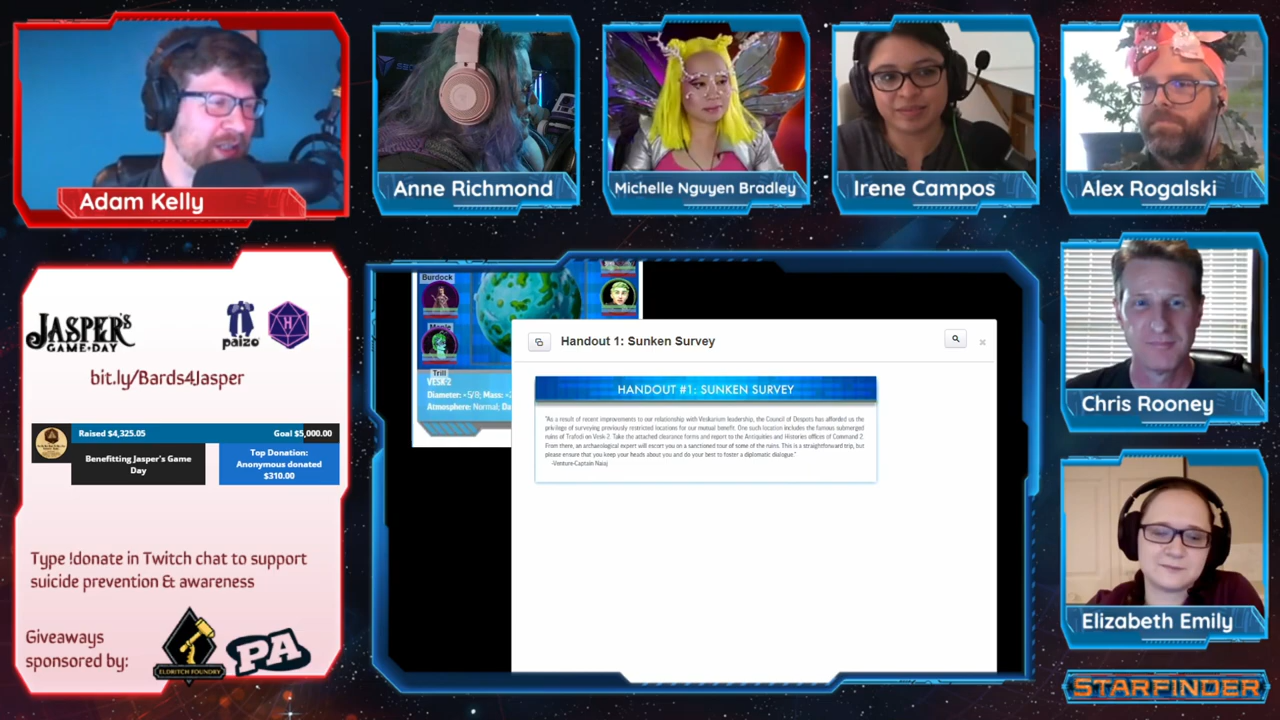 Adam Kelly
Anne Richmond
Michelle Nguyen Bradley
Irene Campos
Alex Rogalski
JASPER'S
GAME DAY
paizo
H
bit.ly/Bards4Jasper
Raised $4,325.05 Goal $5,000.00
Benefitting Jasper's Game
Day
Top Donation:
Anonymous donated
$310.00
Type !donate in Twitch chat to support
suicide prevention & awareness
Giveaways
sponsored by:
ELDRITCH FOUNDRY
PA
Burdock
Trill
VESK 2
Diameter: ×5/8; Mass:
Atmosphere: Normal; Da
Handout 1: Sunken Survey
HANDOUT #1: SUNKEN SURVEY
"As a result of recent improvements to our relationship with Veskarium leadership, the Council of Despots has afforded us the
privilege of surveying previously restricted locations for our mutual benefit. One such location includes the famous submerged
ruins of Trafodi on Vesk-2. Take the attached clearance forms and report to the Antiquities and Histories offices of Command 2.
From there, an archaeological expert will escort you on a sanctioned tour of some of the ruins. This is a straightforward trip, but
please ensure that you keep your heads about you and do your best to foster a diplomatic dialogue."
-Venture-Captain Naiaj
Chris Rooney
Elizabeth Emily
STARFINDER